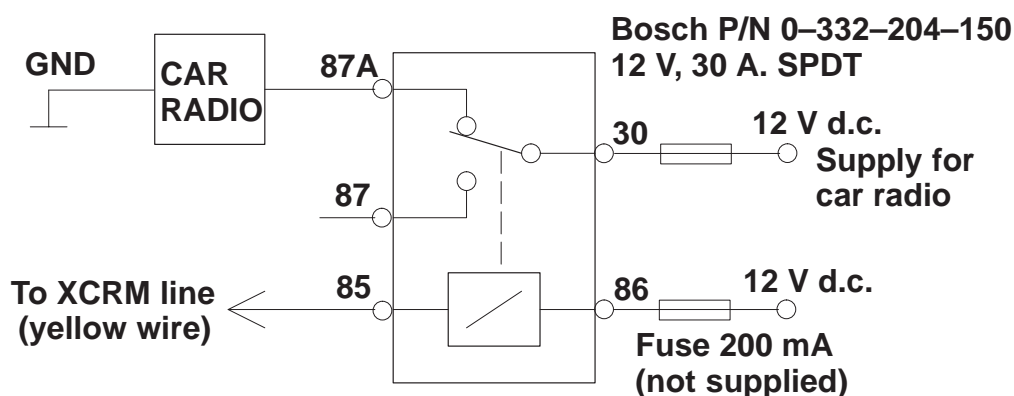 Bosch P/N 0–332–204–150
12 V, 30 A. SPDT
GND
CAR
RADIO
87A
30
12 V d.c.
Supply for
car radio
87
To XCRM line
(yellow wire)
85
86
12 V d.c.
Fuse 200 mA
(not supplied)